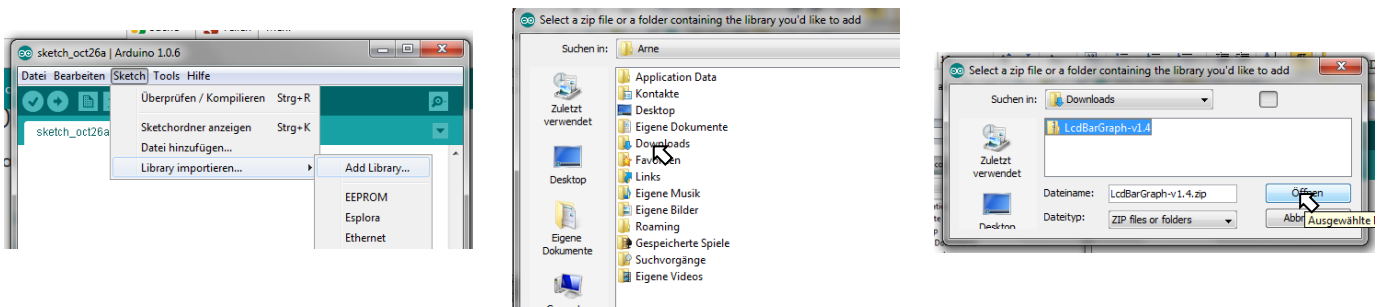 sketch_oct26a | Arduino 1.0.6
Datei Bearbeiten Sketch Tools Hilfe
Überprüfen / Kompilieren Strg+R
sketch_oct26a
Sketchordner anzeigen Strg+K
Datei hinzufügen...
Library importieren...
Add Library...
EEPROM
Esplora
Ethernet
Select a zip file or a folder containing the library you'd like to add
Suchen in: Arne
Zuletzt
verwendet
Desktop
Eigene
Dokumente
Application Data
Kontakte
Desktop
Eigene Dokumente
Downloads
Favoriten
Links
Eigene Musik
Eigene Bilder
Roaming
Gespeicherte Spiele
Suchvorgänge
Eigene Videos
Select a zip file or a folder containing the library you'd like to add
Suchen in: Downloads
LcdBarGraph-v1.4
Zuletzt
verwendet
Desktop
Dateiname: LcdBarGraph-v1.4.zip
Öffnen
Dateityp: ZIP files or folders
Ausgewählte